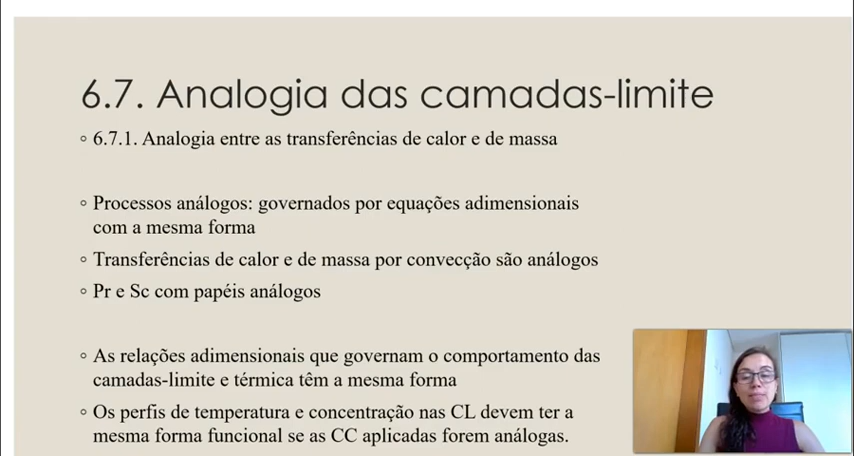 6.7. Analogia das camadas-limite
6.7.1. Analogia entre as transferências de calor e de massa
Processos análogos: governados por equações adimensionais
com a mesma forma
Transferências de calor e de massa por convecção são análogos
Pr e Sc com papéis análogos
As relações adimensionais que governam o comportamento das
camadas-limite e térmica têm a mesma forma
Os perfis de temperatura e concentração nas CL devem ter a
mesma forma funcional se as CC aplicadas forem análogas.